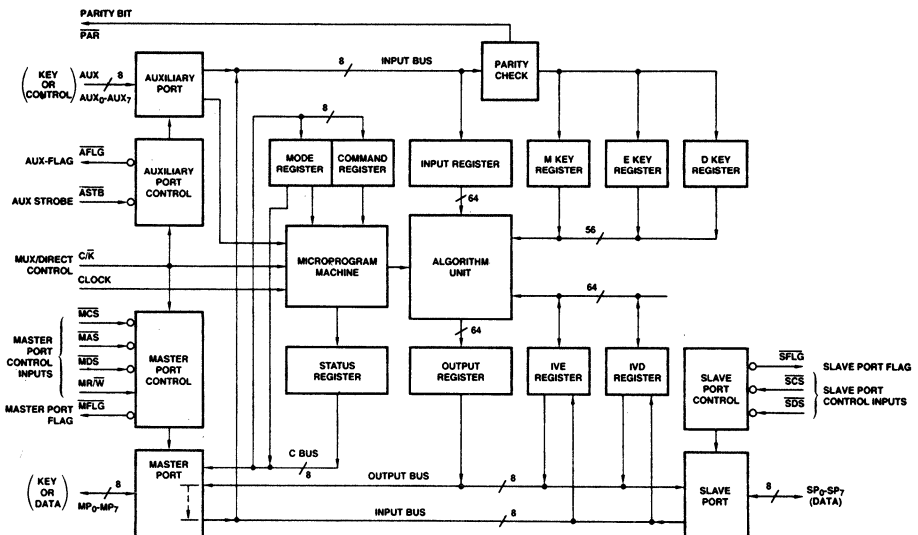 PARITY BIT
PAR
8
INPUT BUS
PARITY
CHECK
(KEY
OR
CONTROL)
AUX
8
AUX0-AUX7
AUXILIARY
PORT
8
AUX-FLAG
AFLG
AUX STROBE
ASTB
AUXILIARY
PORT
CONTROL
MODE
REGISTER
COMMAND
REGISTER
INPUT REGISTER
M KEY
REGISTER
E KEY
REGISTER
D KEY
REGISTER
64
56
MUX/DIRECT
CONTROL
C/K
CLOCK
MICROPROGRAM
MACHINE
ALGORITHM
UNIT
64
64
MASTER
PORT
CONTROL
INPUTS
MCS
MAS
MDS
MR/W
MASTER PORT
FLAG
MFLG
MASTER
PORT
CONTROL
STATUS
REGISTER
OUTPUT
REGISTER
IVE
REGISTER
IVD
REGISTER
SLAVE
PORT
CONTROL
SFLG
SLAVE PORT FLAG
SCS
SDS
SLAVE PORT
CONTROL INPUTS
(KEY
OR
DATA)
8
MP0-MP7
MASTER
PORT
C BUS
8
OUTPUT BUS
8
INPUT BUS
8
SLAVE
PORT
8
SP0-SP7
(DATA)